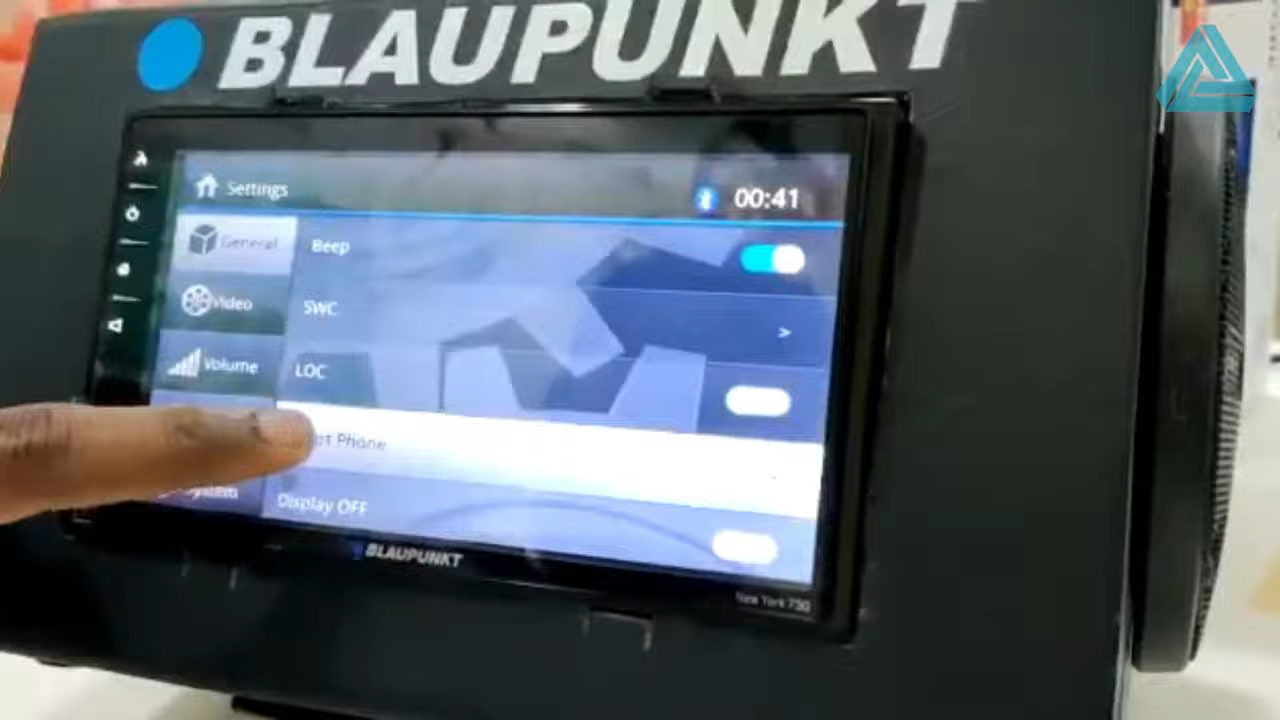 BLAUPUNKT
Settings
00:41
General
Beep
Video
SWC
>
Volume
LOC
Phone
System
Display OFF
BLAUPUNKT
New York 750